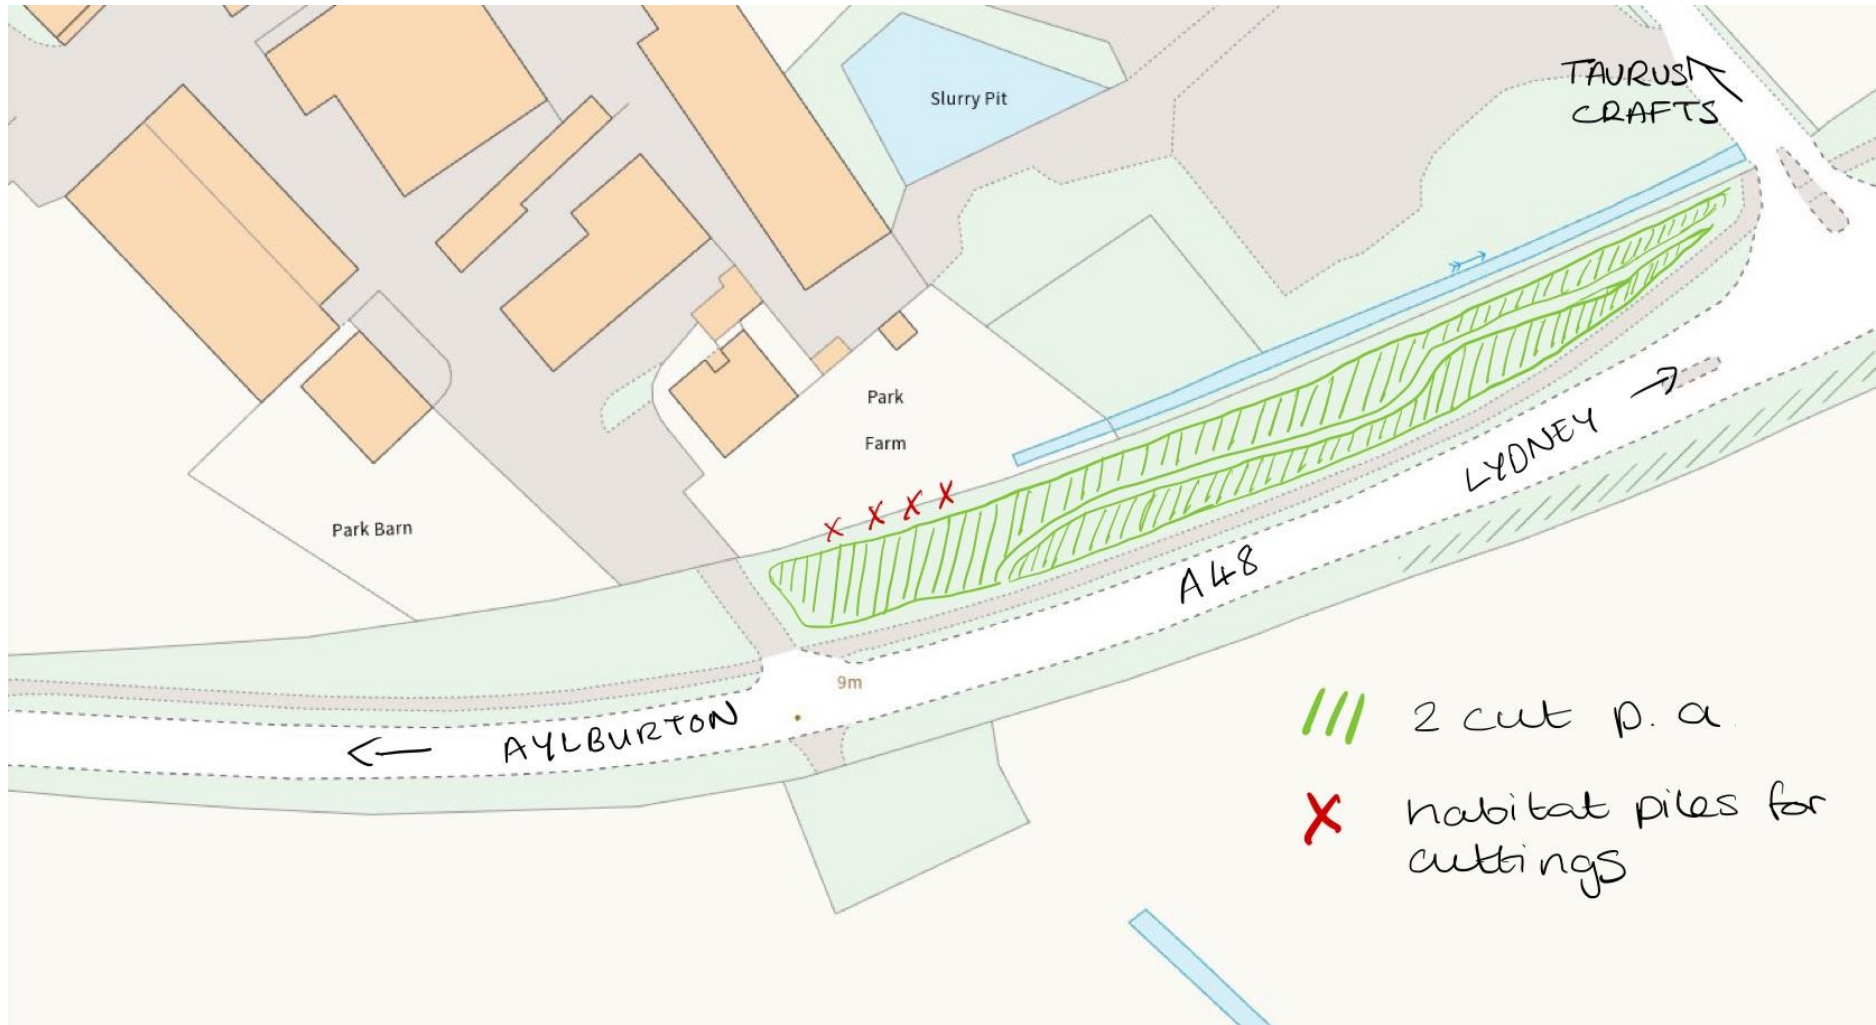 Slurry Pit
TAURUS
CRAFTS
Park
Farm
Park Barn
LYDNEY
A48
9m
AYLBURTON
2 cut p. a.
habitat piles for
cuttings